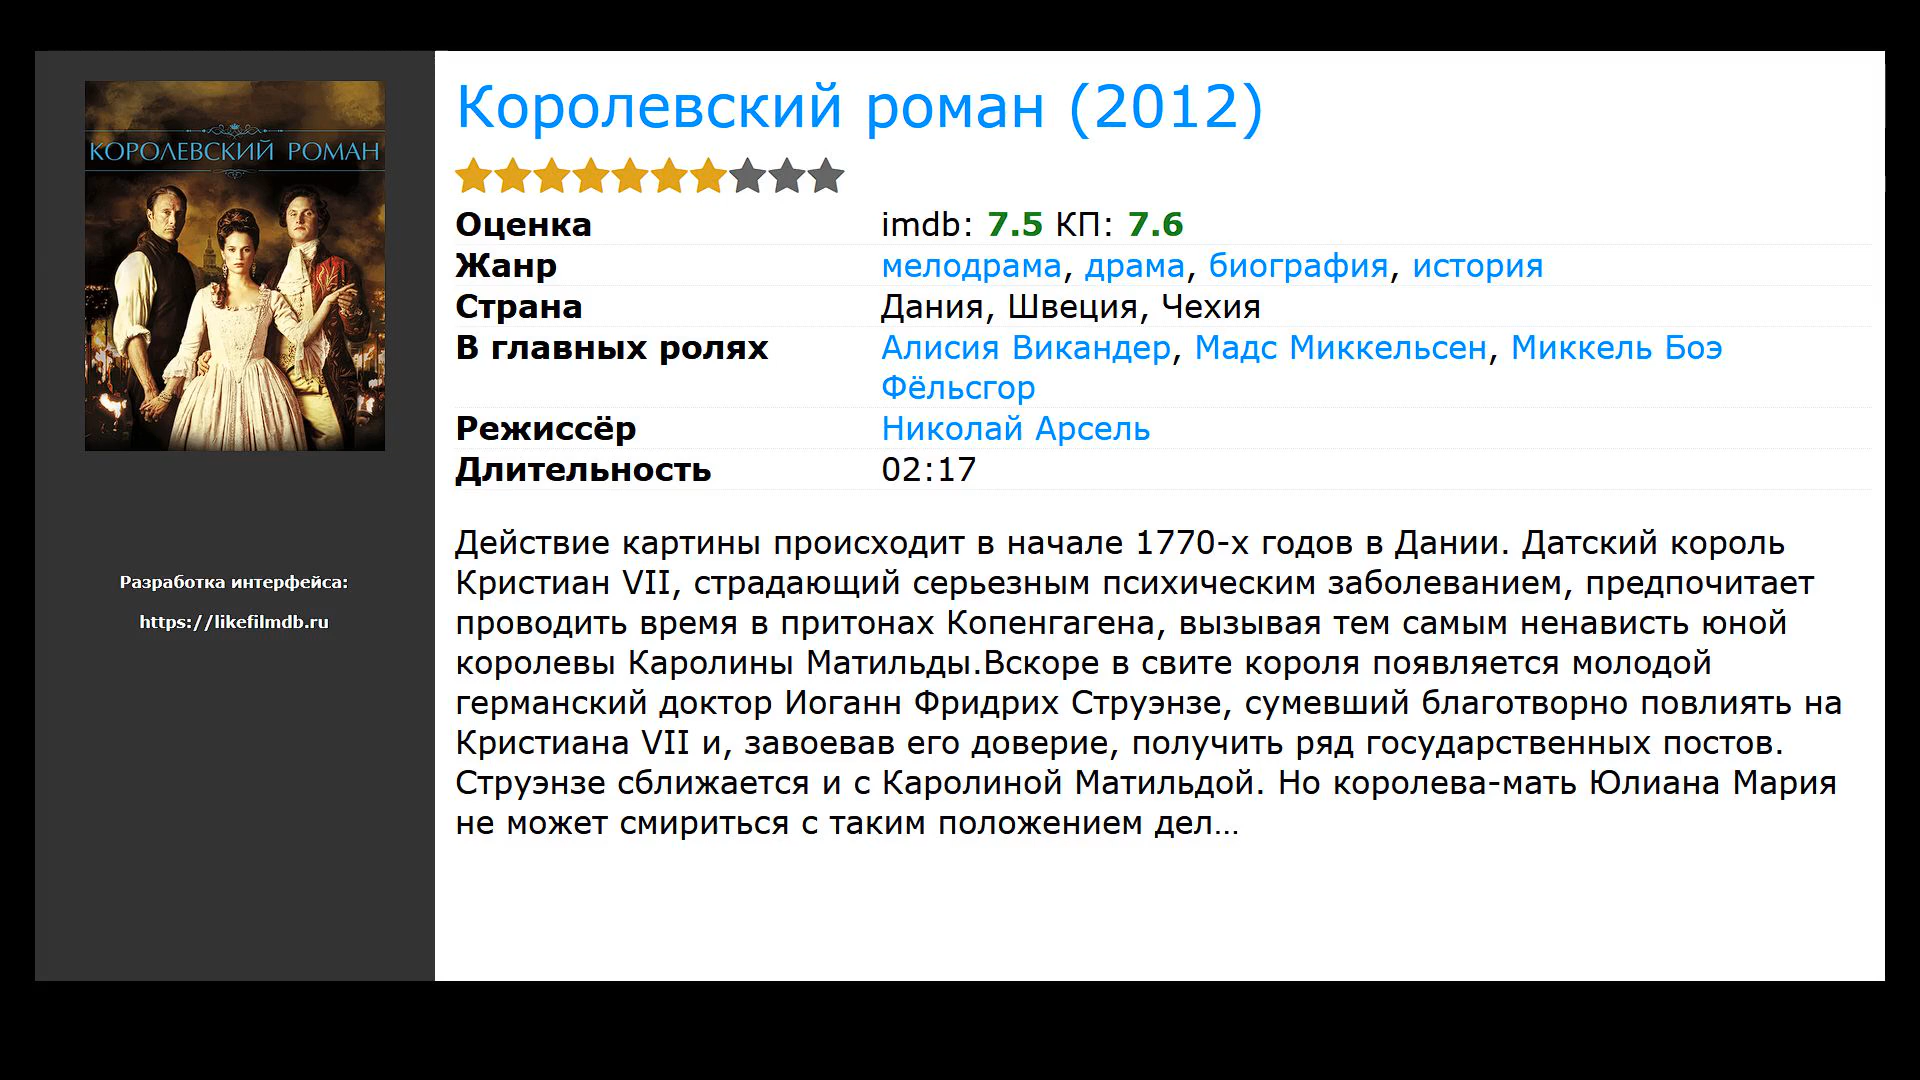 КОРОЛЕВСКИЙ РОМАН
Разработка интерфейса:
https://likefilmdb.ru
Королевский роман (2012)
Оценка imdb: 7.5 КП: 7.6
Жанр мелодрама, драма, биография, история
Страна Дания, Швеция, Чехия
В главных ролях Алисия Викандер, Мадс Миккельсен, Миккель Боэ
Фёльсгор
Режиссёр Николай Арсель
Длительность 02:17
Действие картины происходит в начале 1770-х годов в Дании. Датский король
Кристиан VII, страдающий серьезным психическим заболеванием, предпочитает
проводить время в притонах Копенгагена, вызывая тем самым ненависть юной
королевы Каролины Матильды.Вскоре в свите короля появляется молодой
германский доктор Иоганн Фридрих Струэнзе, сумевший благотворно повлиять на
Кристиана VII и, завоевав его доверие, получить ряд государственных постов.
Струэнзе сближается и с Каролиной Матильдой. Но королева-мать Юлиана Мария
не может смириться с таким положением дел…